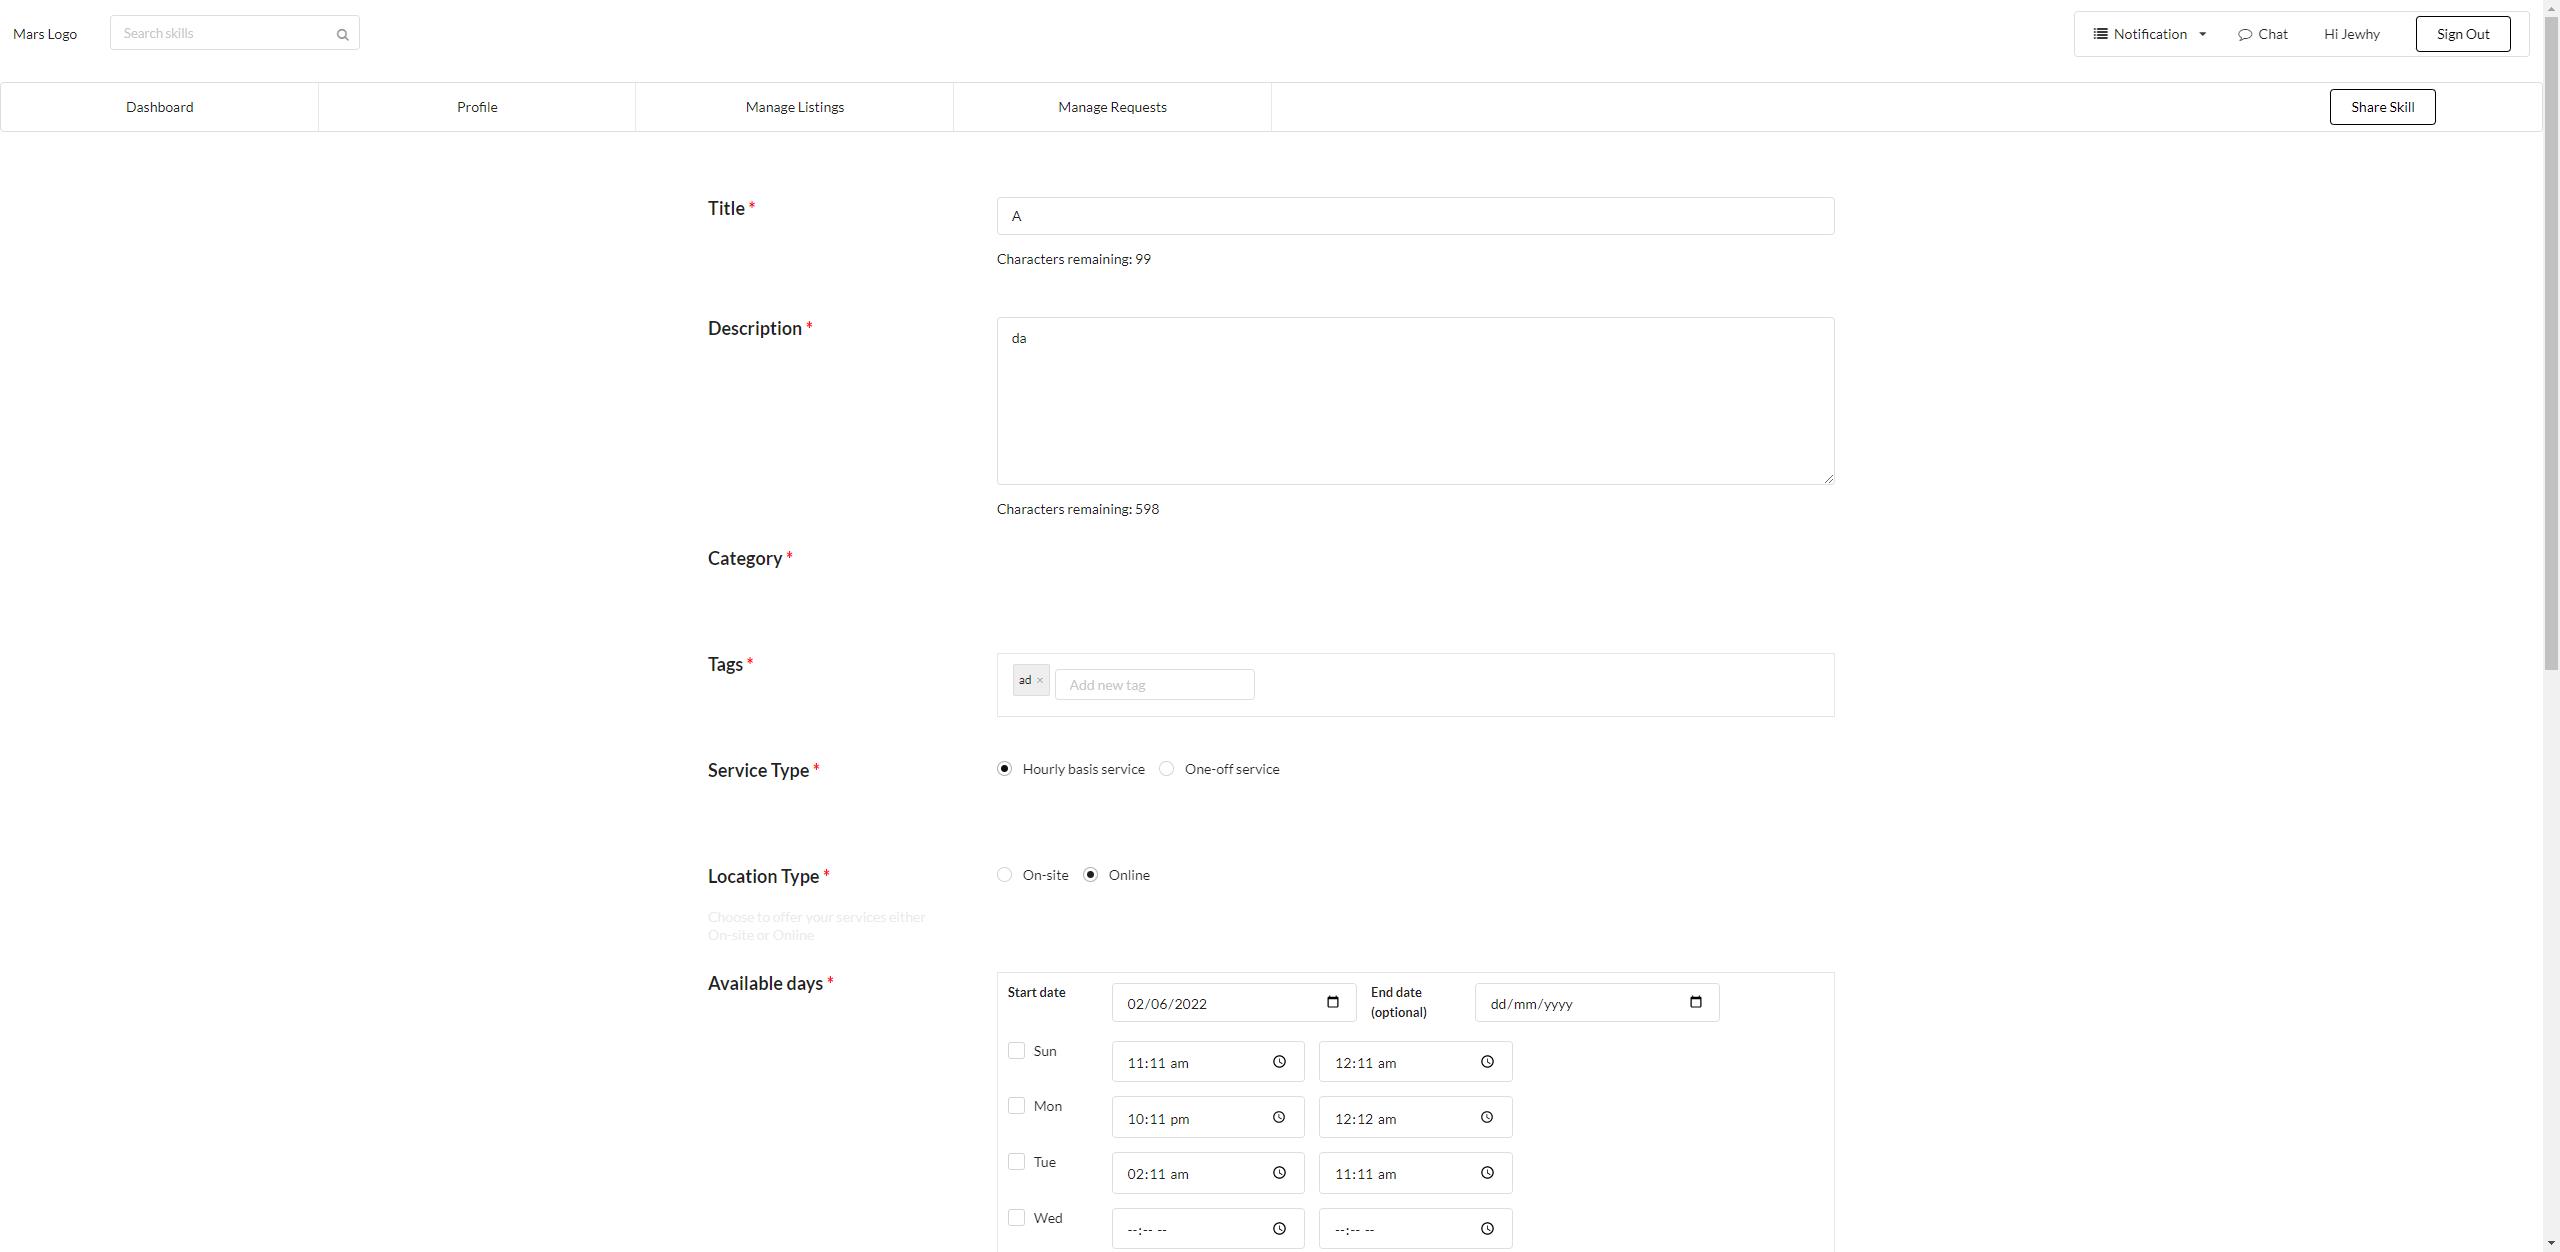 Mars Logo
Search skills
Notification
Chat
Hi Jewhy
Sign Out
Dashboard
Profile
Manage Listings
Manage Requests
Share Skill
Title *
A
Characters remaining: 99
Description *
da
Characters remaining: 598
Category *
Tags *
ad ×
Add new tag
Service Type *
Hourly basis service
One-off service
Location Type *
On-site
Online
Choose to offer your services either
On-site or Online
Available days *
Start date
02/06/2022
End date
(optional)
dd/mm/yyyy
Sun
11:11 am
12:11 am
Mon
10:11 pm
12:12 am
Tue
02:11 am
11:11 am
Wed
--:-- --
--:-- --